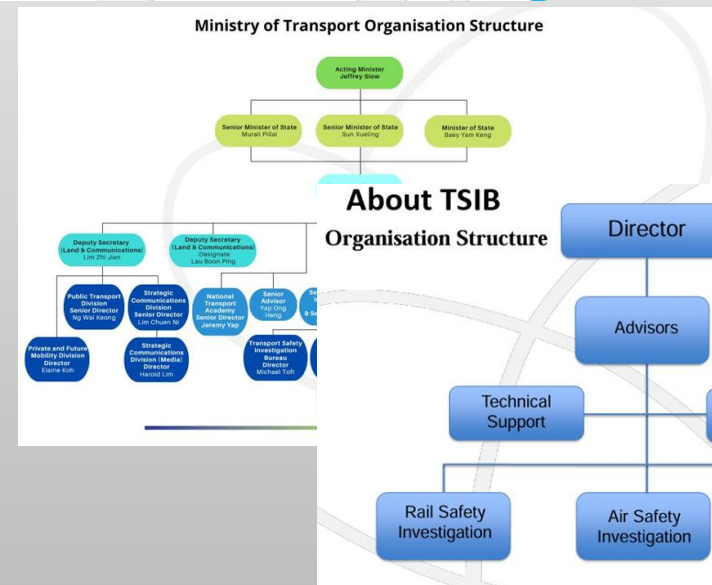 Ministry of Transport Organisation Structure
Acting Minister
Jeffrey Siow
Senior Minister of State
Murali Pillai
Senior Minister of State
Sun Xueling
Minister of State
Baey Yam Keng
Deputy Secretary
(Land & Communications)
Lim Zhi Jian
Deputy Secretary
(Land & Communications)
Designate
Lau Boon Ping
Public Transport
Division
Senior Director
Ng Wai Keong
Strategic
Communications
Division
Senior Director
Lim Chuen Ni
National
Transport
Academy
Senior Director
Jeremy Yap
Senior
Advisor
Yap Ong
Heng
Private and Future
Mobility Division
Director
Elaine Koh
Strategic
Communications
Division (Media)
Director
Harold Lim
Transport Safety
Investigation
Bureau
Director
Michael Toft
About TSIB
Organisation Structure
Director
Advisors
Technical
Support
Rail Safety
Investigation
Air Safety
Investigation